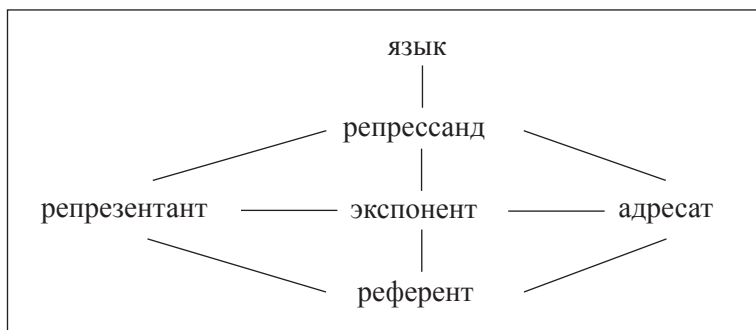 язык
репрессанд
репрезентант экспонент адресат
референт